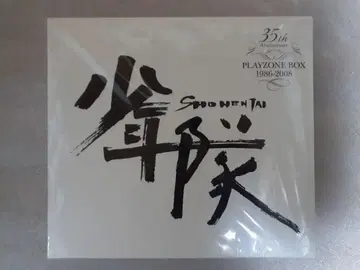 35th
Anniversary
PLAYZONE BOX
1986-2008
SHONENTAI
少年隊